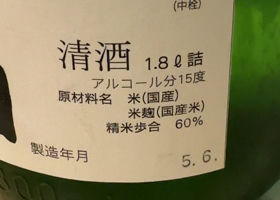 (中栓)
清酒 1.8ℓ詰
アルコール分15度
原材料名 米(国産)
米麹(国産米)
精米歩合 60%
製造年月 5.6.